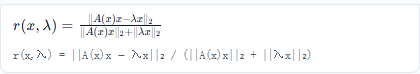 r(x, λ) = ‖A(x)x−λx‖₂ / ‖A(x)x‖₂+‖λx‖₂
r(x,λ) = ||A(x)x - λx||₂ / (||A(x)x||₂ + ||λx||₂)